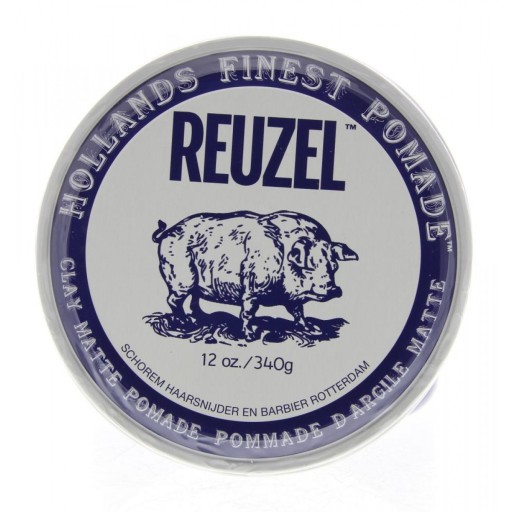 HOLLANDS FINEST POMADE™
REUZEL™
12 oz./340g
SCHOREM HAARSNIJDER EN BARBIER ROTTERDAM
CLAY MATTE POMADE POMMADE D'ARGILE MATTE